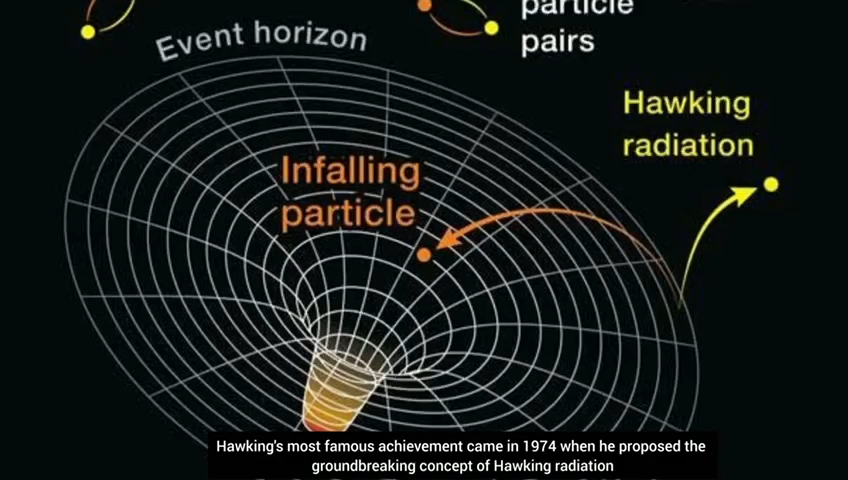 particle
pairs
Event horizon
Hawking
radiation
Infalling
particle
Hawking's most famous achievement came in 1974 when he proposed the
groundbreaking concept of Hawking radiation